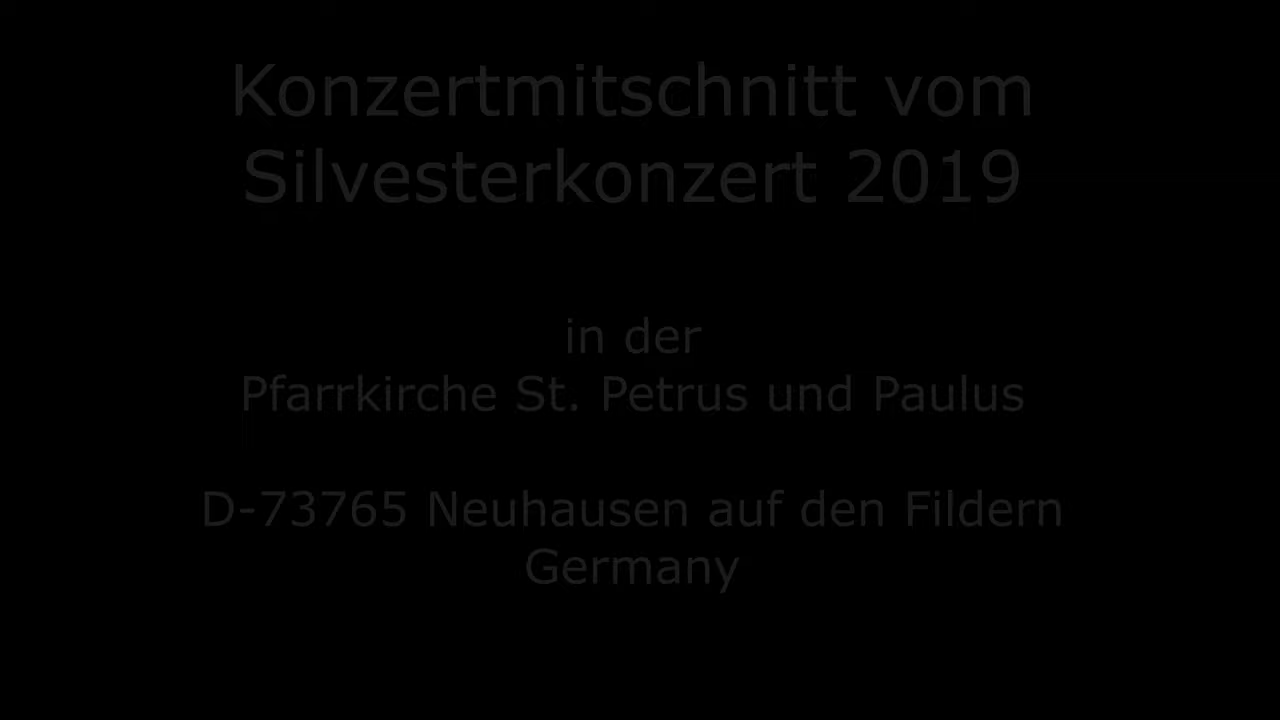 Konzertmitschnitt vom
Silvesterkonzert 2019
in der
Pfarrkirche St. Petrus und Paulus
D-73765 Neuhausen auf den Fildern
Germany